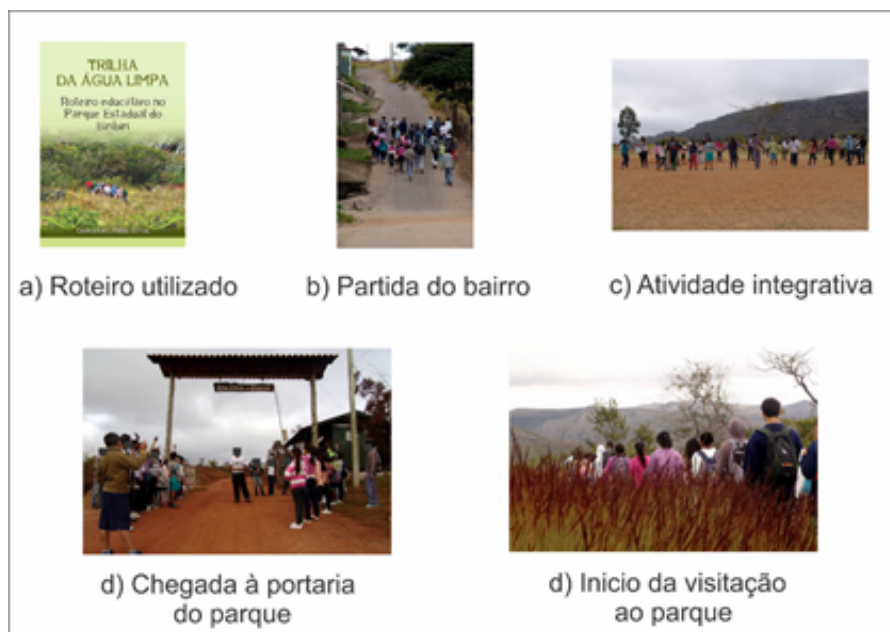 TRILHA
DA ÁGUA LIMPA
Roteiro educativo no
Parque Estadual do
a) Roteiro utilizado
b) Partida do bairro
c) Atividade integrativa
d) Chegada à portaria
do parque
d) Inicio da visitação
ao parque